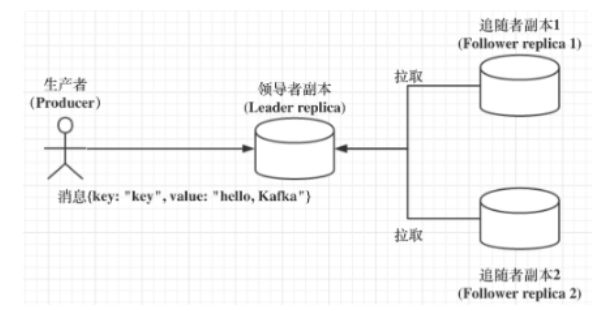 追随者副本1
(Follower replica 1)
拉取
生产者
(Producer)
领导者副本
(Leader replica)
消息{key: "key", value: "hello, Kafka"}
拉取
追随者副本2
(Follower replica 2)